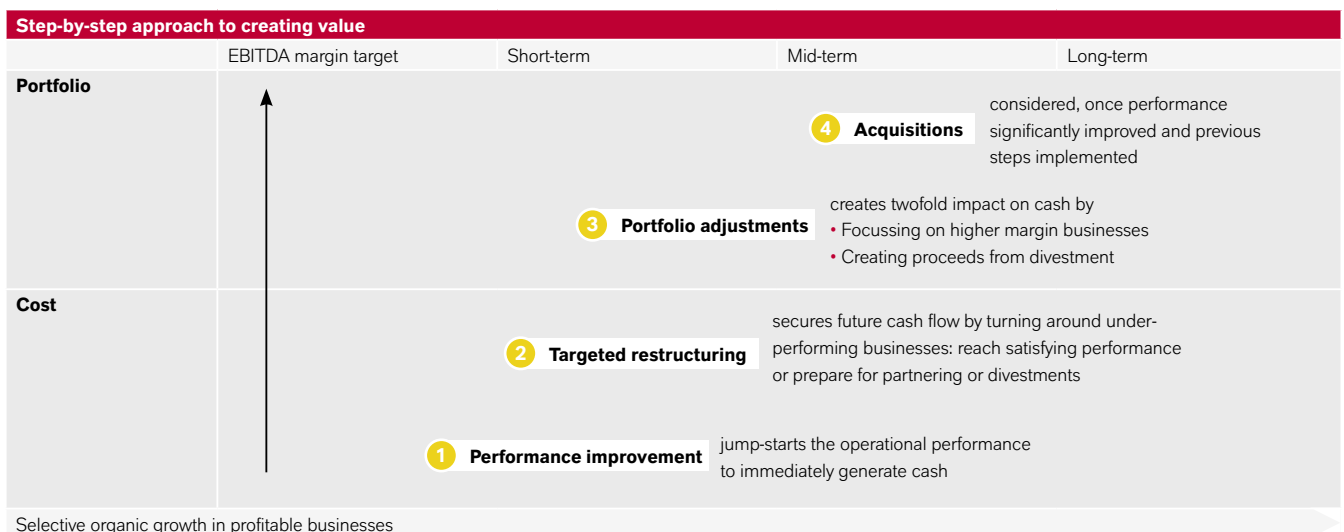 Step-by-step approach to creating value
EBITDA margin target Short-term Mid-term Long-term
Portfolio
4 Acquisitions
considered, once performance
significantly improved and previous
steps implemented
3 Portfolio adjustments
creates twofold impact on cash by
• Focussing on higher margin businesses
• Creating proceeds from divestment
Cost
2 Targeted restructuring
secures future cash flow by turning around under-
performing businesses: reach satisfying performance
or prepare for partnering or divestments
1 Performance improvement
jump-starts the operational performance
to immediately generate cash
Selective organic growth in profitable businesses